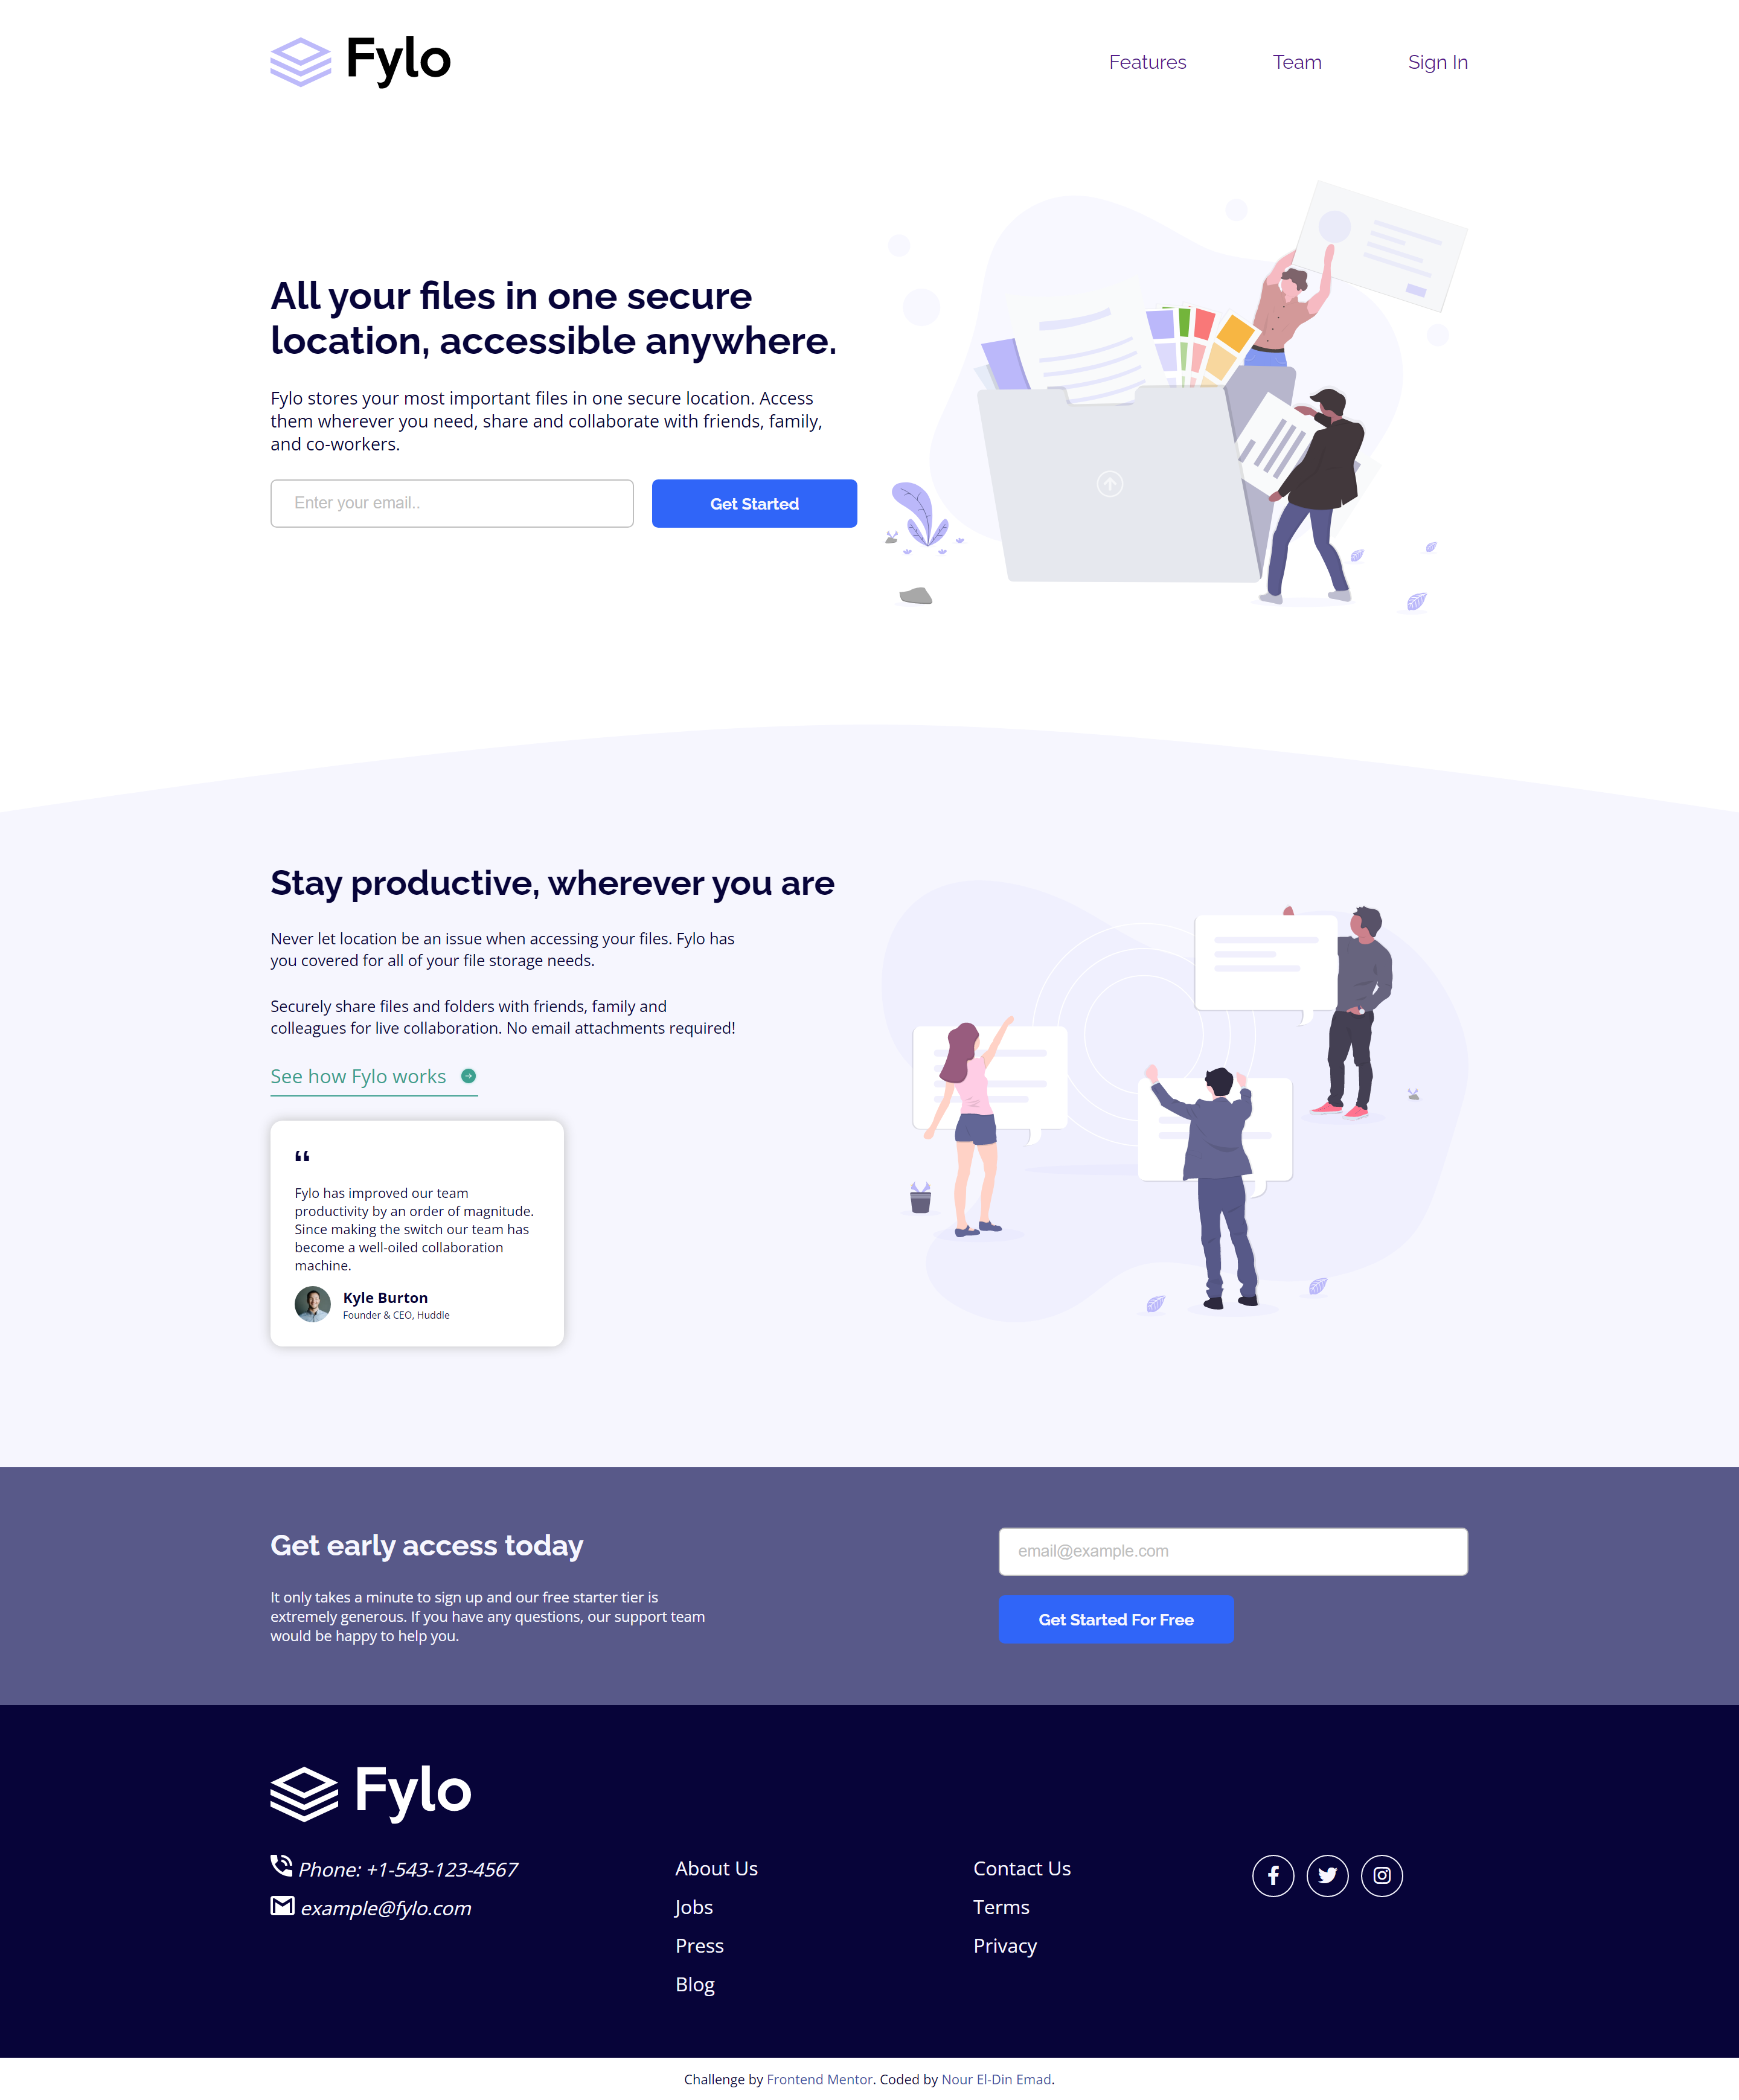 Fylo
Features
Team
Sign In
All your files in one secure
location, accessible anywhere.
Fylo stores your most important files in one secure location. Access
them wherever you need, share and collaborate with friends, family,
and co-workers.
Enter your email..
Get Started
Stay productive, wherever you are
Never let location be an issue when accessing your files. Fylo has
you covered for all of your file storage needs.
Securely share files and folders with friends, family and
colleagues for live collaboration. No email attachments required!
See how Fylo works
“
Fylo has improved our team
productivity by an order of magnitude.
Since making the switch our team has
become a well-oiled collaboration
machine.
Kyle Burton
Founder & CEO, Huddle
Get early access today
It only takes a minute to sign up and our free starter tier is
extremely generous. If you have any questions, our support team
would be happy to help you.
email@example.com
Get Started For Free
Fylo
Phone: +1-543-123-4567
example@fylo.com
About Us
Jobs
Press
Blog
Contact Us
Terms
Privacy
Challenge by Frontend Mentor. Coded by Nour El-Din Emad.